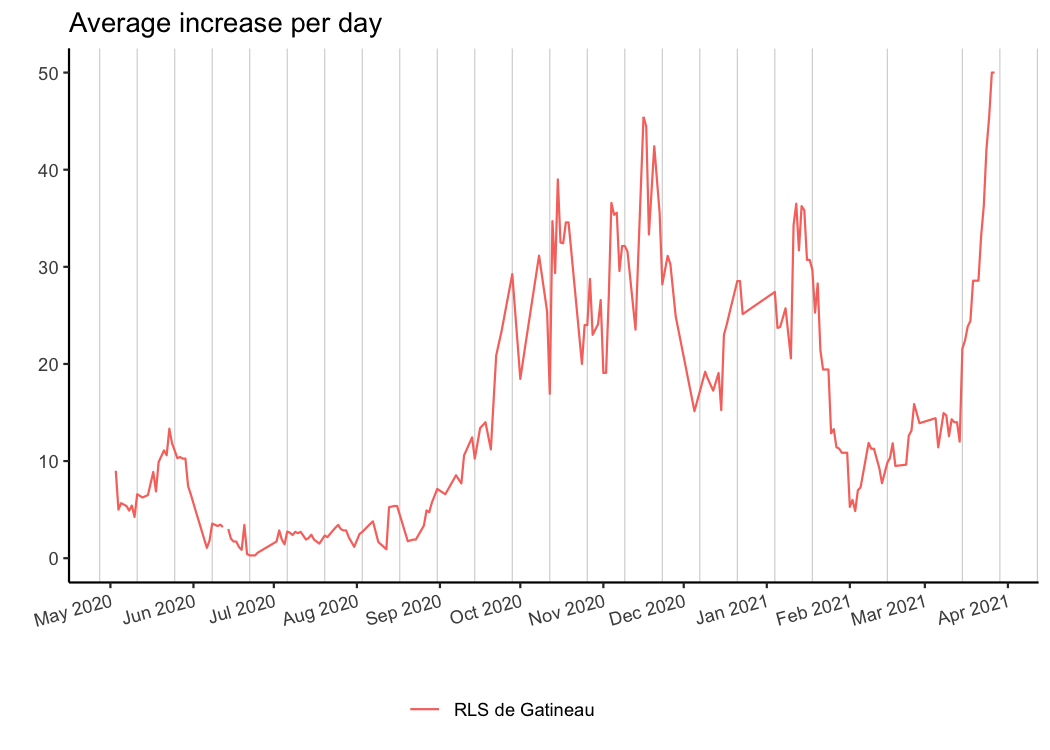 Average increase per day
50
40
30
20
10
0
May 2020
Jun 2020
Jul 2020
Aug 2020
Sep 2020
Oct 2020
Nov 2020
Dec 2020
Jan 2021
Feb 2021
Mar 2021
Apr 2021
RLS de Gatineau